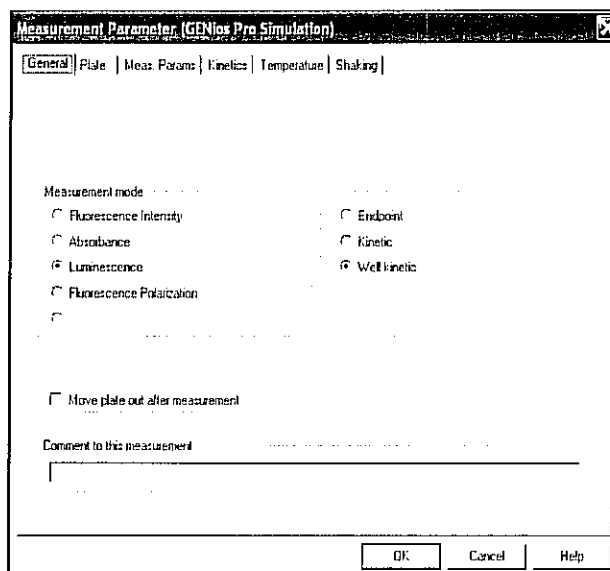 Measurement Parameter (GENios Pro Simulation)
General Plate Meas. Params Kinetics Temperature Shaking
Measurement mode
Fluorescence Intensity
Endpoint
Absorbance
Kinetic
Luminescence
Well kinetic
Fluorescence Polarization
Move plate out after measurement
Comment to this measurement
OK Cancel Help